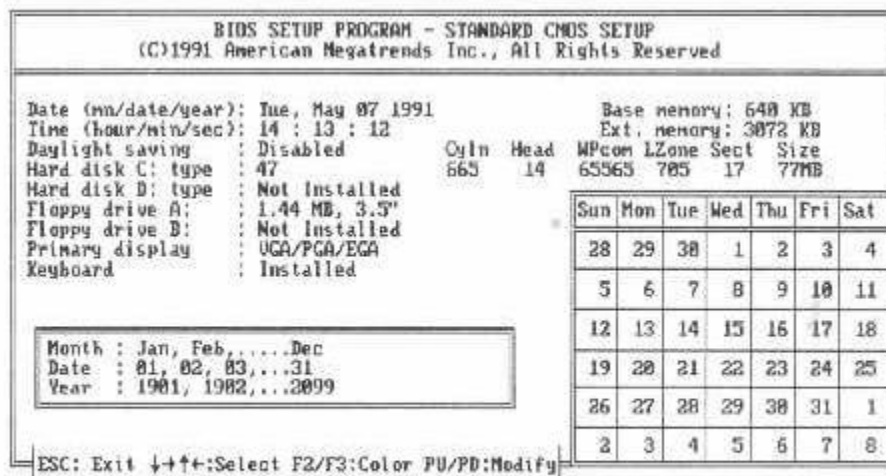 BIOS SETUP PROGRAM - STANDARD CMOS SETUP
(C)1991 American Megatrends Inc., All Rights Reserved
Date (mn/date/year): Tue, May 07 1991
Base memory: 640 KB
Time (hour/min/sec): 14 : 13 : 12
Ext. memory: 3072 KB
Daylight saving : Disabled Cyln Head WPcom LZone Sect Size
Hard disk C: type : 47 665 14 65565 705 17 77MB
Hard disk D: type : Not Installed
Floppy drive A: : 1.44 MB, 3.5"
Floppy drive B: : Not Installed
Primary display : VGA/PGA/EGA
Keyboard : Installed
Sun Mon Tue Wed Thu Fri Sat
28 29 30 1 2 3 4
5 6 7 8 9 10 11
12 13 14 15 16 17 18
19 20 21 22 23 24 25
26 27 28 29 30 31 1
2 3 4 5 6 7 8
Month : Jan, Feb,.....Dec
Date : 01, 02, 03,...31
Year : 1901, 1902,...2099
ESC: Exit ↓→↑←:Select F2/F3:Color PU/PD:Modify